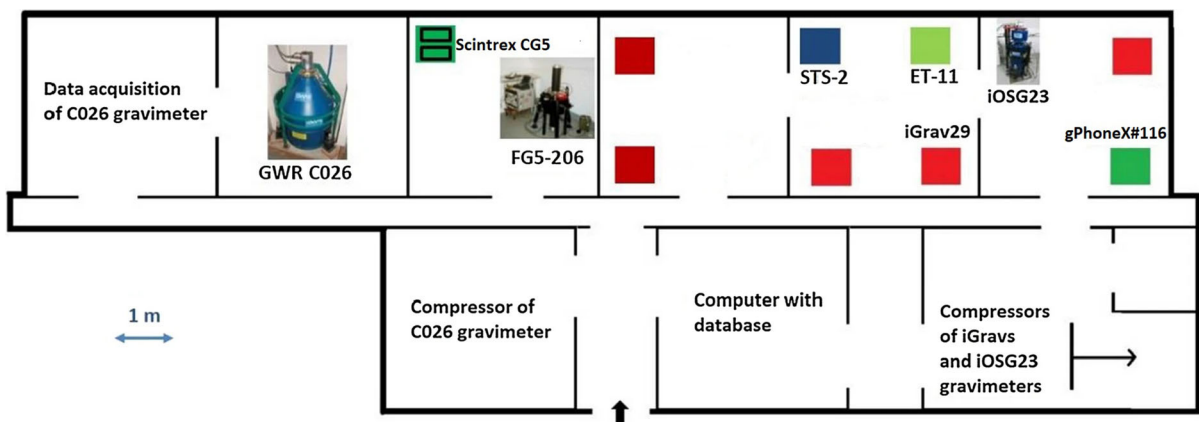 Data acquisition
of C026 gravimeter
GWR C026
Scintrex CG5
FG5-206
STS-2
ET-11
iOSG23
iGrav29
gPhoneX#116
Compressor of
C026 gravimeter
Computer with
database
Compressors
of iGravs
and iOSG23
gravimeters
1 m